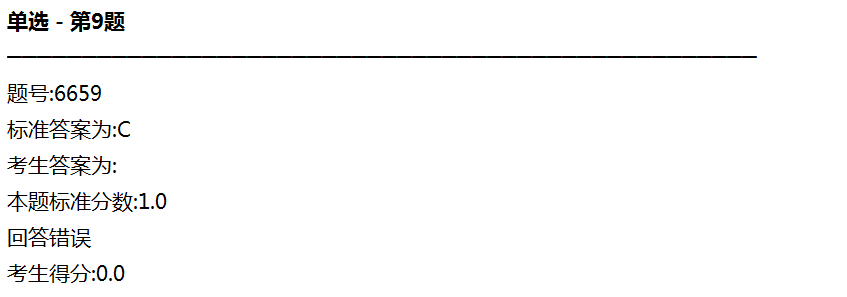 单选 - 第9题
题号:6659
标准答案为:C
考生答案为:
本题标准分数:1.0
回答错误
考生得分:0.0